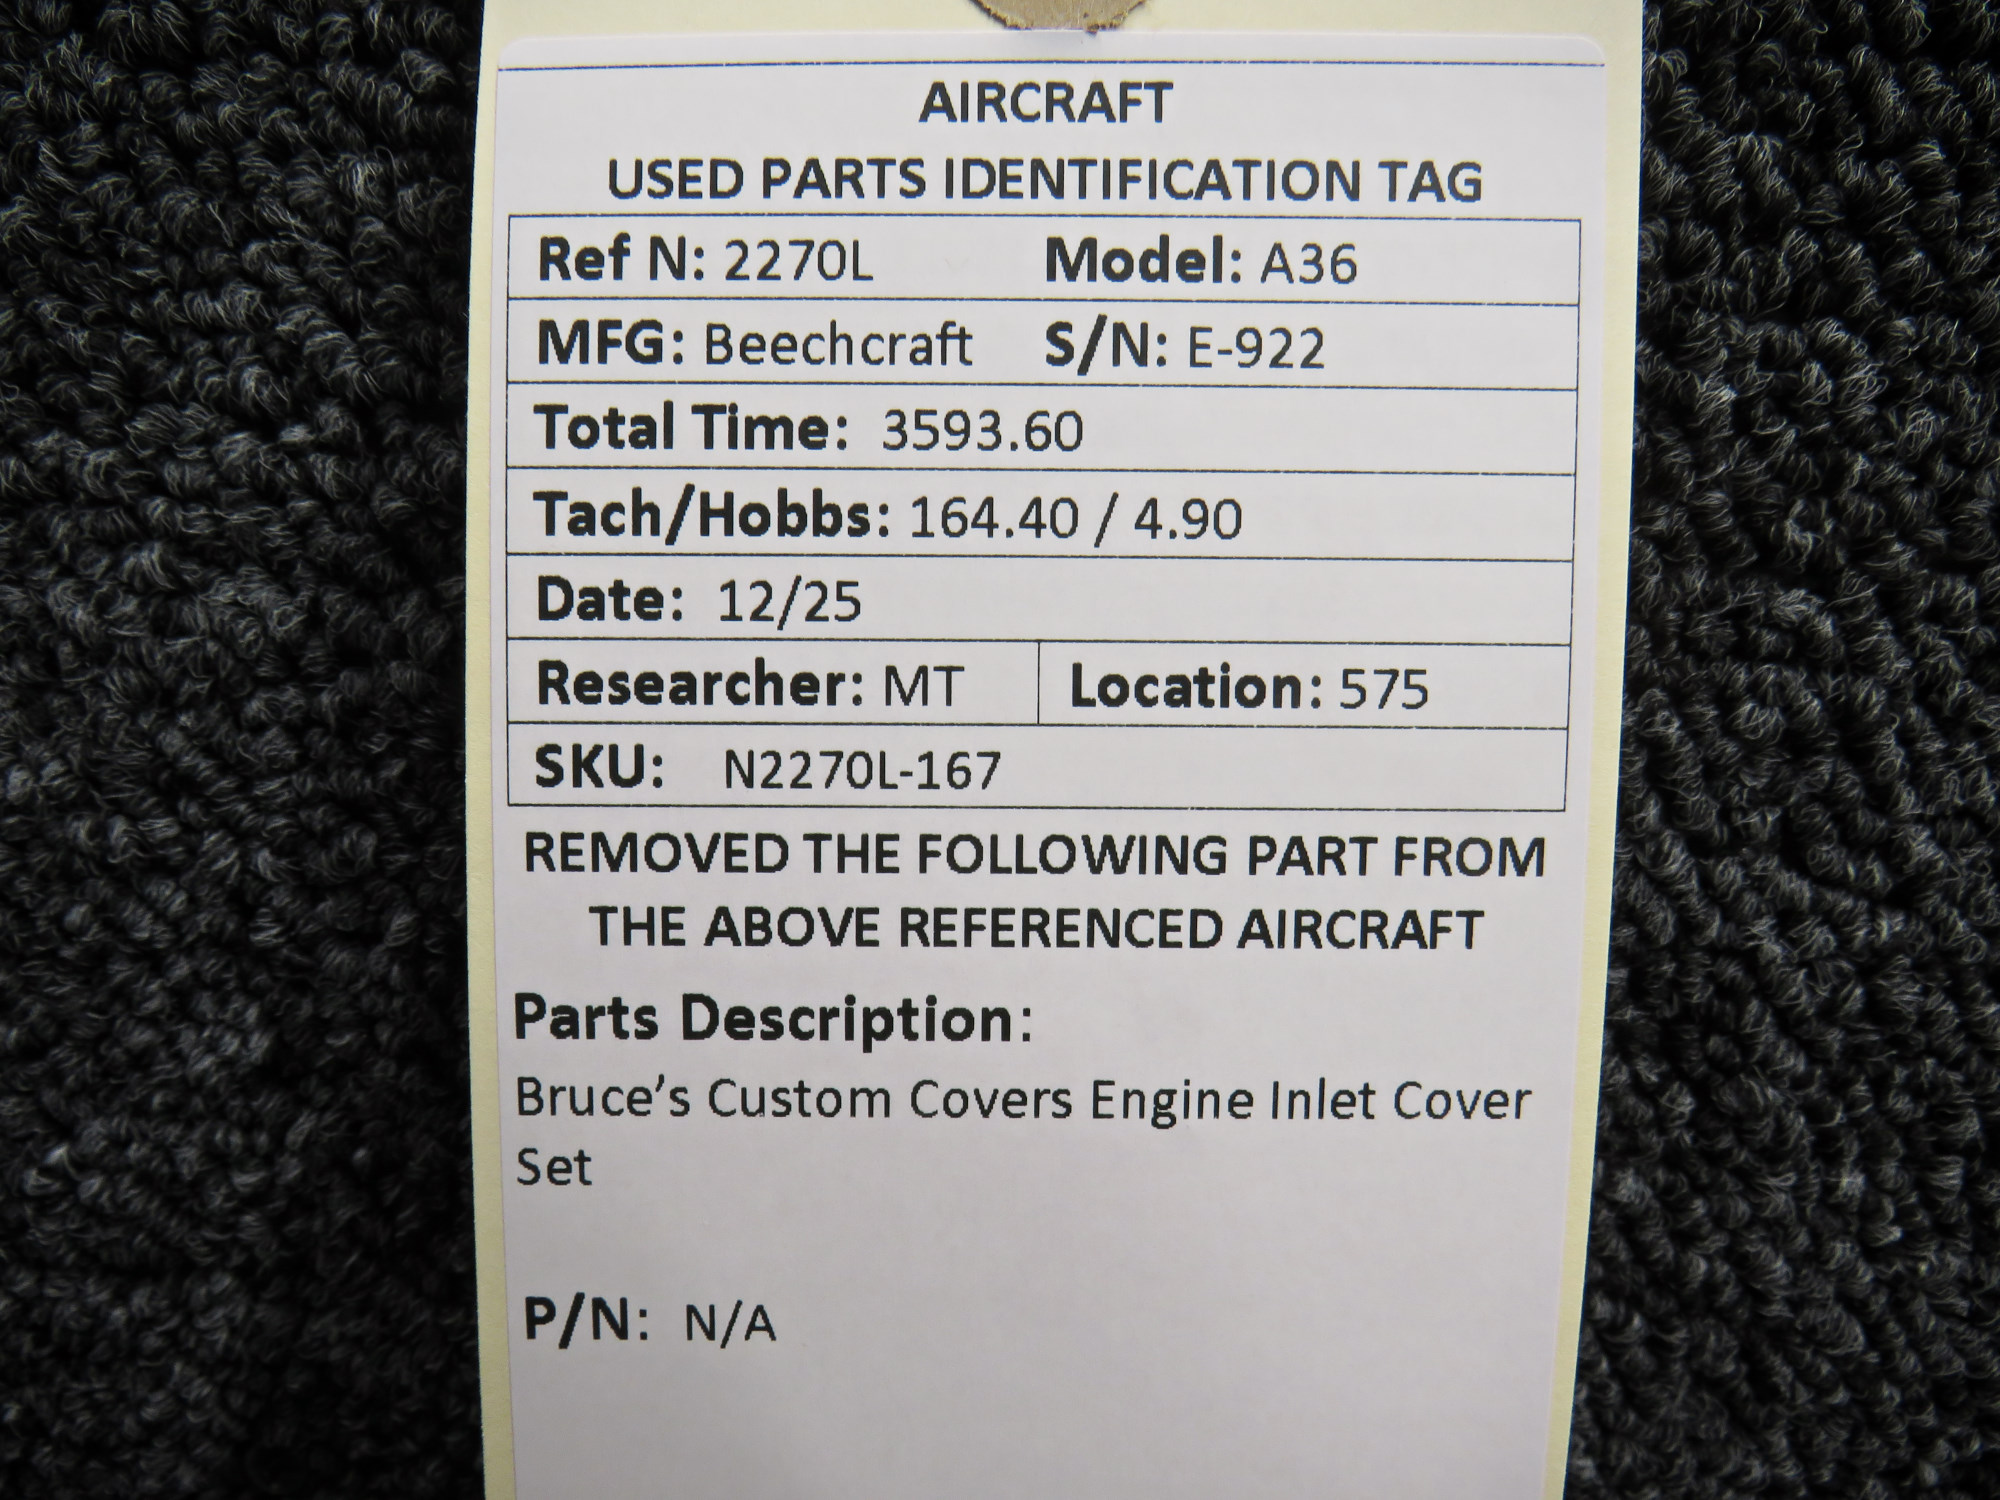 AIRCRAFT
USED PARTS IDENTIFICATION TAG
Ref N: 2270L Model: A36
MFG: Beechcraft S/N: E-922
Total Time: 3593.60
Tach/Hobbs: 164.40 / 4.90
Date: 12/25
Researcher: MT Location: 575
SKU: N2270L-167
REMOVED THE FOLLOWING PART FROM
THE ABOVE REFERENCED AIRCRAFT
Parts Description:
Bruce’s Custom Covers Engine Inlet Cover
Set
P/N: N/A